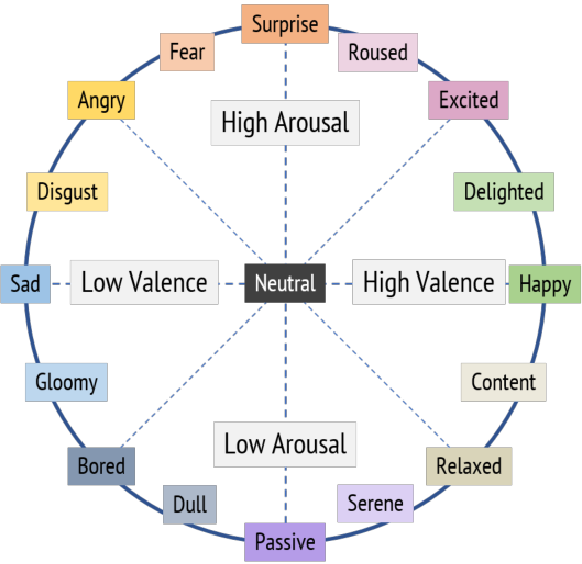 Surprise
Fear
Roused
Angry
High Arousal
Excited
Disgust
Delighted
Sad
Low Valence
Neutral
High Valence
Happy
Gloomy
Content
Bored
Low Arousal
Relaxed
Dull
Serene
Passive